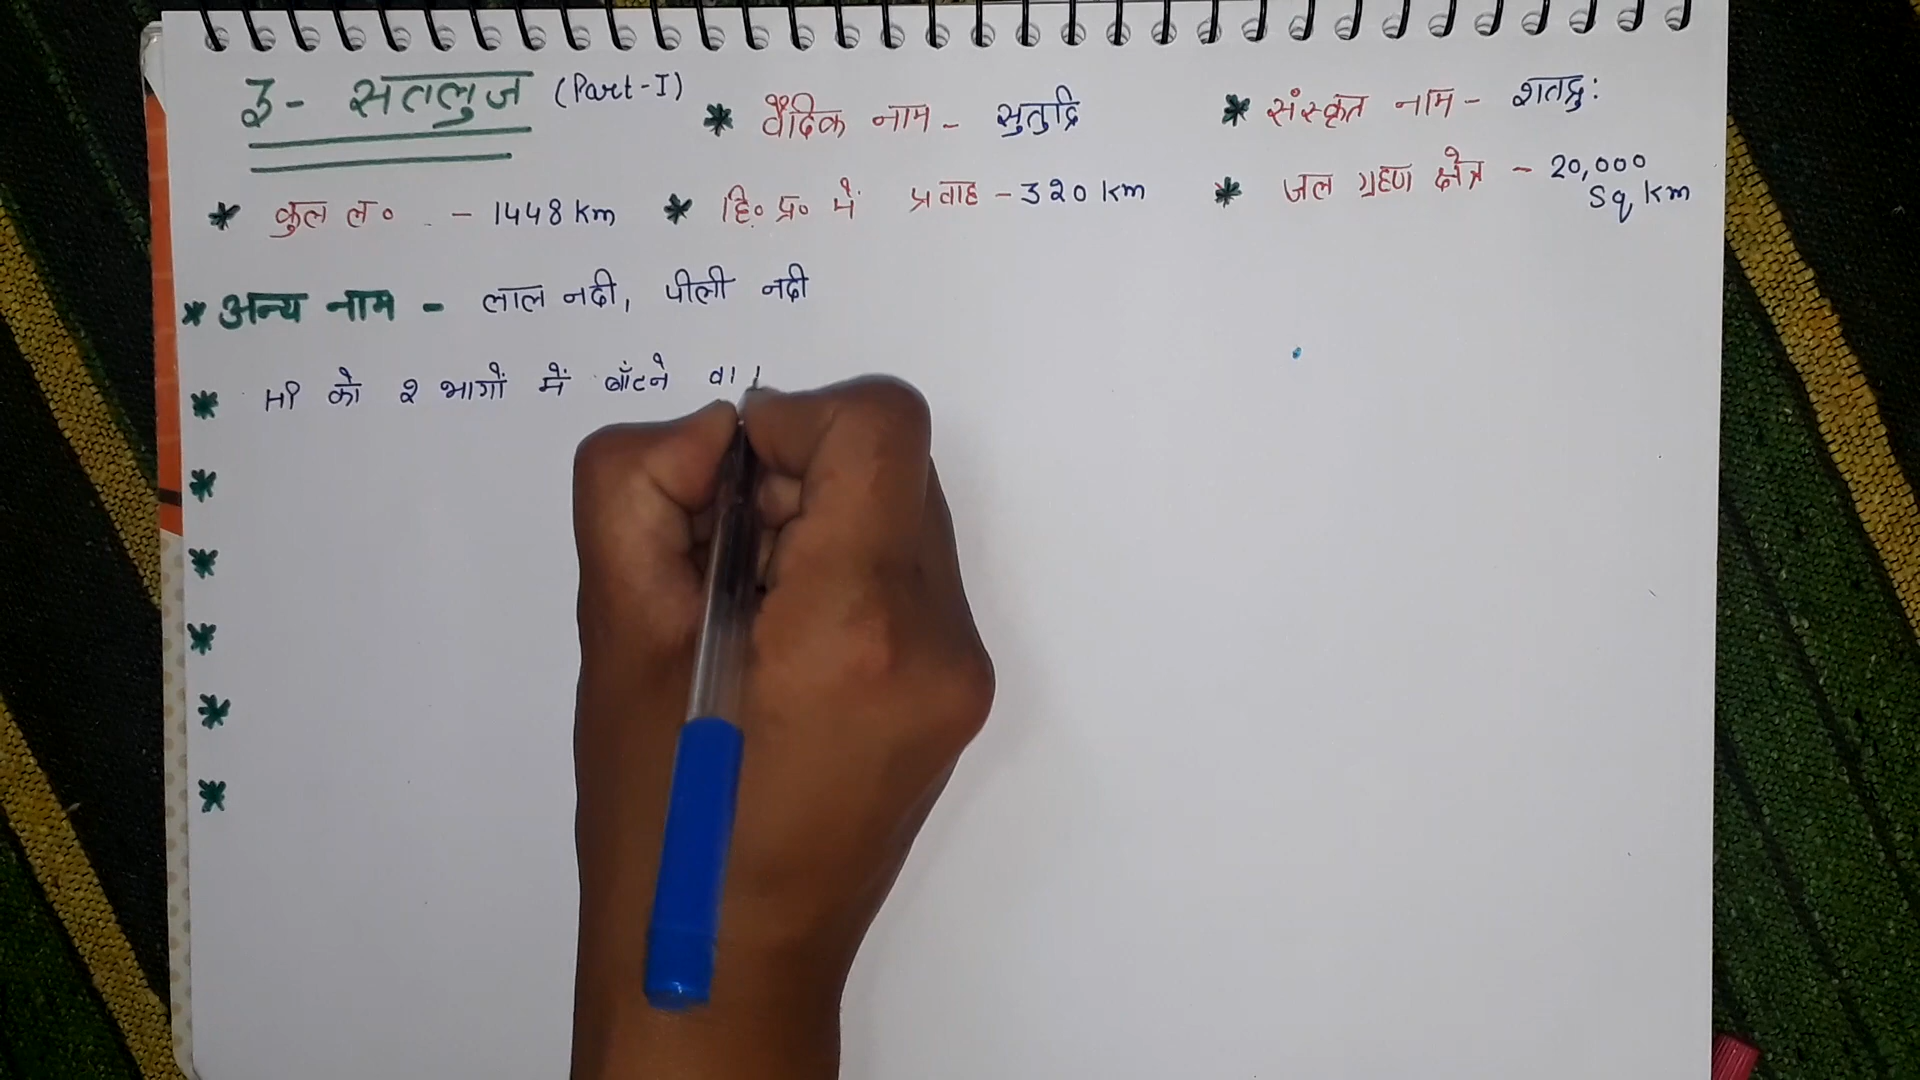 3- सतलुज (Part-I) * वैदिक नाम - सुतुद्रि * संस्कृत नाम - शतद्रु:
* कुल ल० - 1448 km * हि० प्र० में प्रवाह - 320 km * जल ग्रहण क्षेत्र - 20,000 Sq km
* अन्य नाम - लाल नदी, पीली नदी
* HP को 2 भागों में बाँटने
*
*
*
*
*